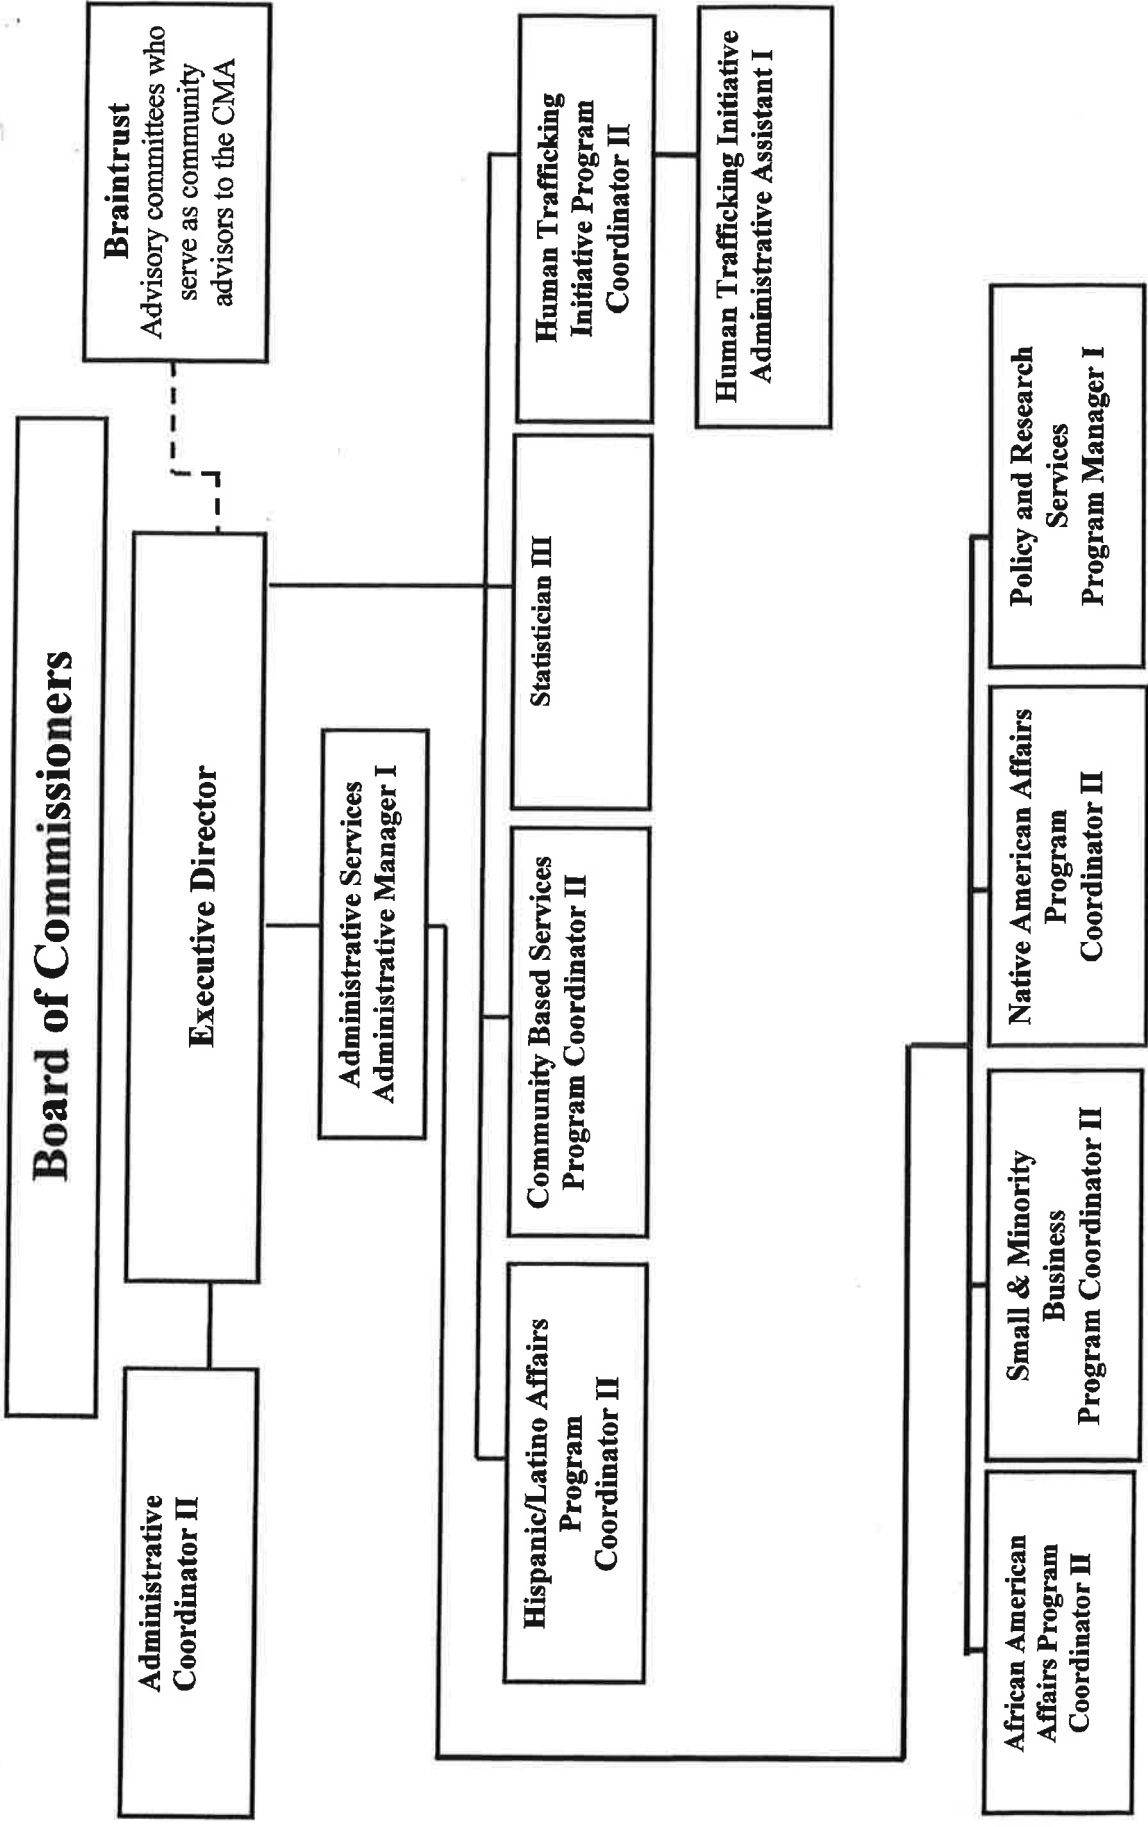 Board of Commissioners
Braintrust
Advisory committees who
serve as community
advisors to the CMA
Administrative
Coordinator II
Executive Director
Administrative Services
Administrative Manager I
Hispanic/Latino Affairs
Program
Coordinator II
Community Based Services
Program Coordinator II
Statistician III
Human Trafficking
Initiative Program
Coordinator II
Human Trafficking Initiative
Administrative Assistant I
African American
Affairs Program
Coordinator II
Small & Minority
Business
Program Coordinator II
Native American Affairs
Program
Coordinator II
Policy and Research
Services
Program Manager I